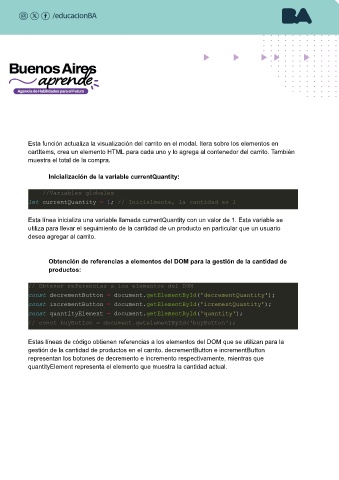 /educacionBA
BA
Buenos Aires
aprende
Agencia de Habilidades para el Futuro
Esta función actualiza la visualización del carrito en el modal. Itera sobre los elementos en
cartItems, crea un elemento HTML para cada uno y lo agrega al contenedor del carrito. También
muestra el total de la compra.
Inicialización de la variable currentQuantity:
//Variables globales
let currentQuantity = 1; // Inicialmente, la cantidad es 1
Esta línea inicializa una variable llamada currentQuantity con un valor de 1. Esta variable se
utiliza para llevar el seguimiento de la cantidad de un producto en particular que un usuario
desea agregar al carrito.
Obtención de referencias a elementos del DOM para la gestión de la cantidad de
productos:
// Obtener referencias a los elementos del DOM
const decrementButton = document.getElementById("decrementQuantity");
const incrementButton = document.getElementById("incrementQuantity");
const quantityElement = document.getElementById("quantity");
// const buyButton = document.getElementById("buyButton");
Estas líneas de código obtienen referencias a los elementos del DOM que se utilizan para la
gestión de la cantidad de productos en el carrito. decrementButton e incrementButton
representan los botones de decremento e incremento respectivamente, mientras que
quantityElement representa el elemento que muestra la cantidad actual.